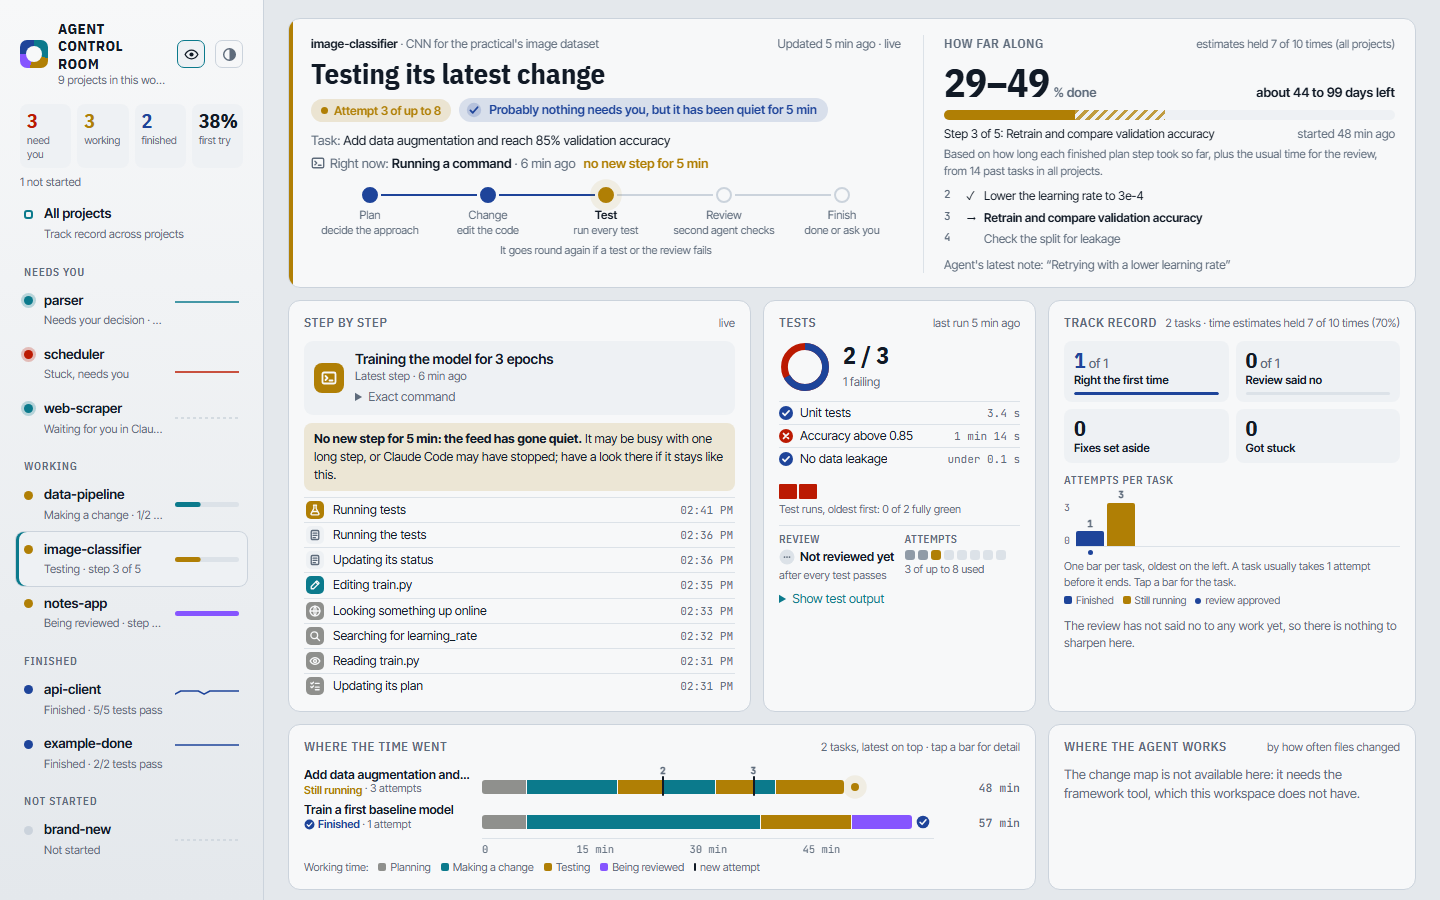 AGENT
CONTROL
ROOM
9 projects in this wo...
3
need
you
3
working
2
finished
38%
first try
1 not started
All projects
Track record across projects
NEEDS YOU
parser
Needs your decision · ...
scheduler
Stuck, needs you
web-scraper
Waiting for you in Clau...
WORKING
data-pipeline
Making a change · 1/2 ...
image-classifier
Testing · step 3 of 5
notes-app
Being reviewed · step ...
FINISHED
api-client
Finished · 5/5 tests pass
example-done
Finished · 2/2 tests pass
NOT STARTED
brand-new
Not started
image-classifier · CNN for the practical's image dataset
Updated 5 min ago · live
Testing its latest change
Attempt 3 of up to 8
Probably nothing needs you, but it has been quiet for 5 min
Task: Add data augmentation and reach 85% validation accuracy
Right now: Running a command · 6 min ago no new step for 5 min
Plan
decide the approach
Change
edit the code
Test
run every test
Review
second agent checks
Finish
done or ask you
It goes round again if a test or the review fails
HOW FAR ALONG
estimates held 7 of 10 times (all projects)
29–49 % done
about 44 to 99 days left
Step 3 of 5: Retrain and compare validation accuracy
started 48 min ago
Based on how long each finished plan step took so far, plus the usual time for the review,
from 14 past tasks in all projects.
2 ✓ Lower the learning rate to 3e-4
3 → Retrain and compare validation accuracy
4 Check the split for leakage
Agent's latest note: “Retrying with a lower learning rate”
STEP BY STEP
live
Training the model for 3 epochs
Latest step · 6 min ago
Exact command
No new step for 5 min: the feed has gone quiet. It may be busy with one
long step, or Claude Code may have stopped; have a look there if it stays like
this.
Running tests 02:41 PM
Running the tests 02:36 PM
Updating its status 02:36 PM
Editing train.py 02:35 PM
Looking something up online 02:33 PM
Searching for learning_rate 02:32 PM
Reading train.py 02:31 PM
Updating its plan 02:31 PM
TESTS
last run 5 min ago
2 / 3
1 failing
Unit tests 3.4 s
Accuracy above 0.85 1 min 14 s
No data leakage under 0.1 s
Test runs, oldest first: 0 of 2 fully green
REVIEW
Not reviewed yet
after every test passes
ATTEMPTS
3 of up to 8 used
Show test output
TRACK RECORD
2 tasks · time estimates held 7 of 10 times (70%)
1 of 1
Right the first time
0 of 1
Review said no
0
Fixes set aside
0
Got stuck
ATTEMPTS PER TASK
3
0
1
3
One bar per task, oldest on the left. A task usually takes 1 attempt
before it ends. Tap a bar for the task.
Finished Still running review approved
The review has not said no to any work yet, so there is nothing to
sharpen here.
WHERE THE TIME WENT
2 tasks, latest on top · tap a bar for detail
Add data augmentation and...
Still running · 3 attempts
2
3
48 min
Train a first baseline model
Finished · 1 attempt
57 min
0 15 min 30 min 45 min
Working time: Planning Making a change Testing Being reviewed new attempt
WHERE THE AGENT WORKS
by how often files changed
The change map is not available here: it needs the
framework tool, which this workspace does not have.